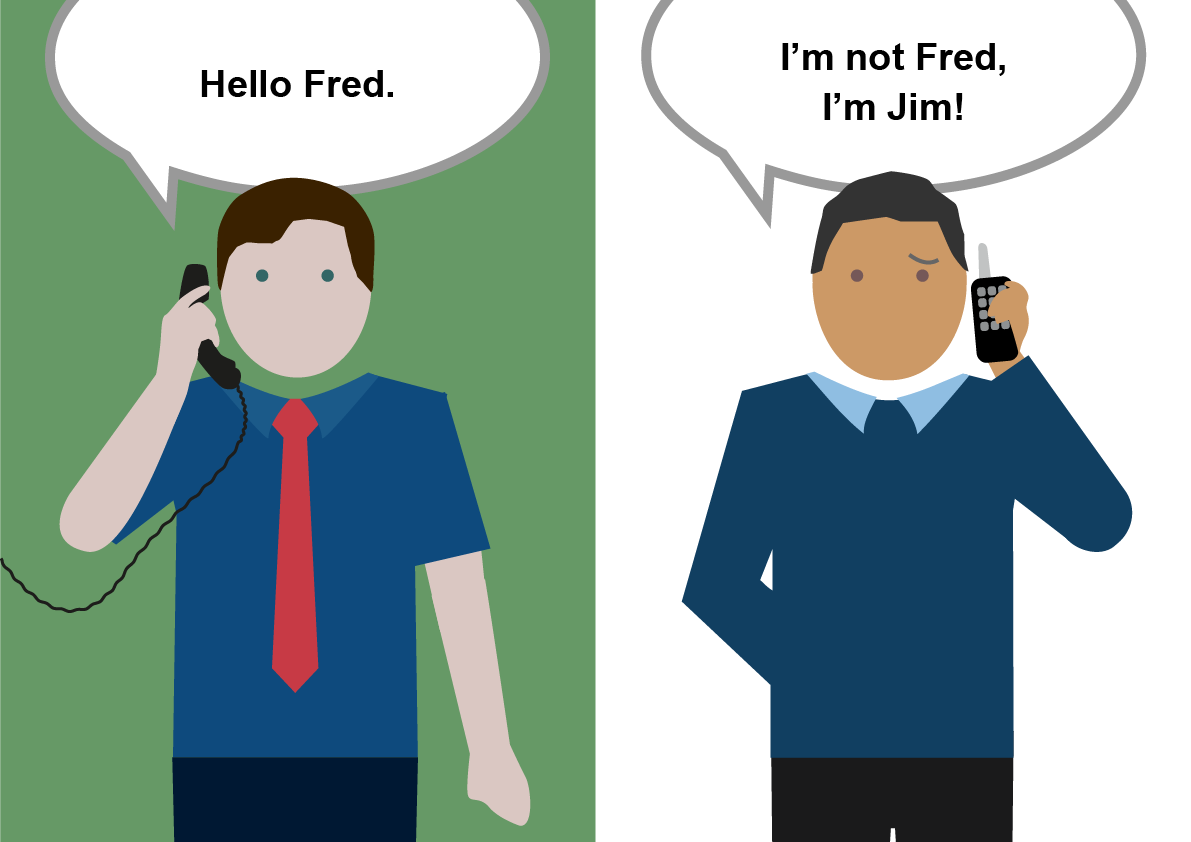 Hello Fred.
I’m not Fred,
I’m Jim!